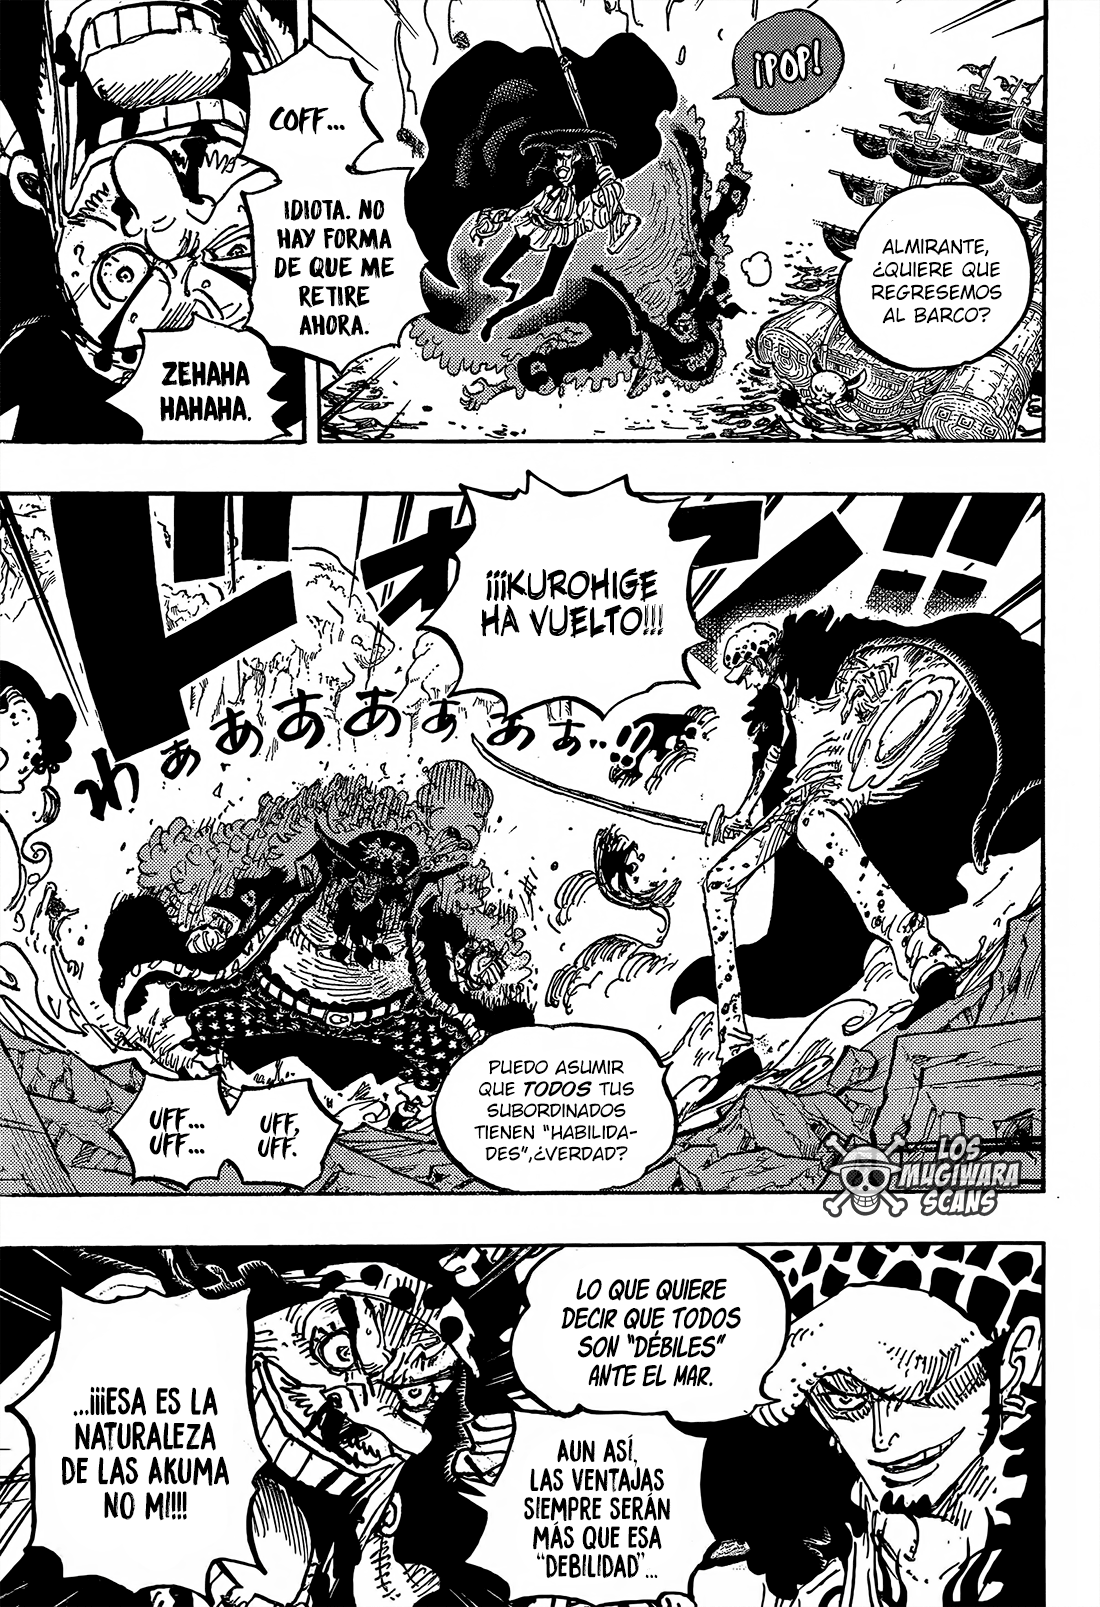 ¡POP!
ALMIRANTE,
¿QUIERE QUE
REGRESEMOS
AL BARCO?
COFF...
IDIOTA. NO
HAY FORMA
DE QUE ME
RETIRE
AHORA.
ZEHAHA
HAHAHA.
ドォン!!
¡¡¡KUROHIGE
HA VUELTO!!!
わぁああああぁぁ..
PUEDO ASUMIR
QUE TODOS TUS
SUBORDINADOS
TIENEN "HABILIDA-
DES",¿VERDAD?
UFF...
UFF...
UFF,
UFF.
LOS
MUGIWARA
SCANS
LO QUE QUIERE
DECIR QUE TODOS
SON "DÉBILES"
ANTE EL MAR.
AUN ASÍ,
LAS VENTAJAS
SIEMPRE SERÁN
MÁS QUE ESA
"DEBILIDAD"...
...¡¡¡ESA ES LA
NATURALEZA
DE LAS AKUMA
NO MI!!!